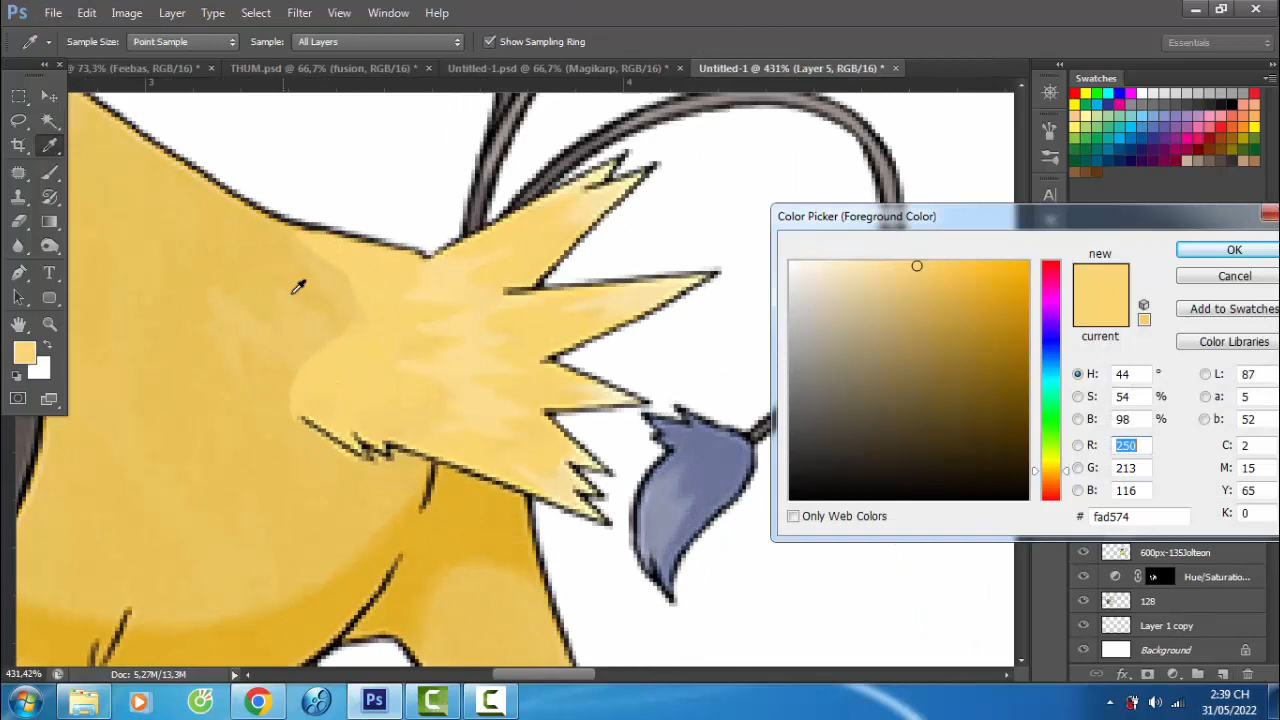 Ps File Edit Image Layer Type Select Filter View Window Help
Sample Size: Point Sample Sample: All Layers Show Sampling Ring Essentials
@ 73,3% (Feebas, RGB/16) * × THUM.psd @ 66,7% (fusion, RGB/16) * × Untitled-1.psd @ 66,7% (Magikarp, RGB/16) * × Untitled-1 @ 431% (Layer 5, RGB/16) * ×
Swatches
3 4
Color Picker (Foreground Color)
new
OK
Cancel
Add to Swatches
current
Color Libraries
H: 44 ° L: 87
S: 54 % a: 5
B: 98 % b: 52
R: 250 C: 2
G: 213 M: 15
B: 116 Y: 65
# fad574 K: 0
Only Web Colors
600px-135Jolteon
Hue/Saturatio...
128
Layer 1 copy
Background
431,42% Doc: 5,27M/13,3M
2:39 CH
31/05/2022